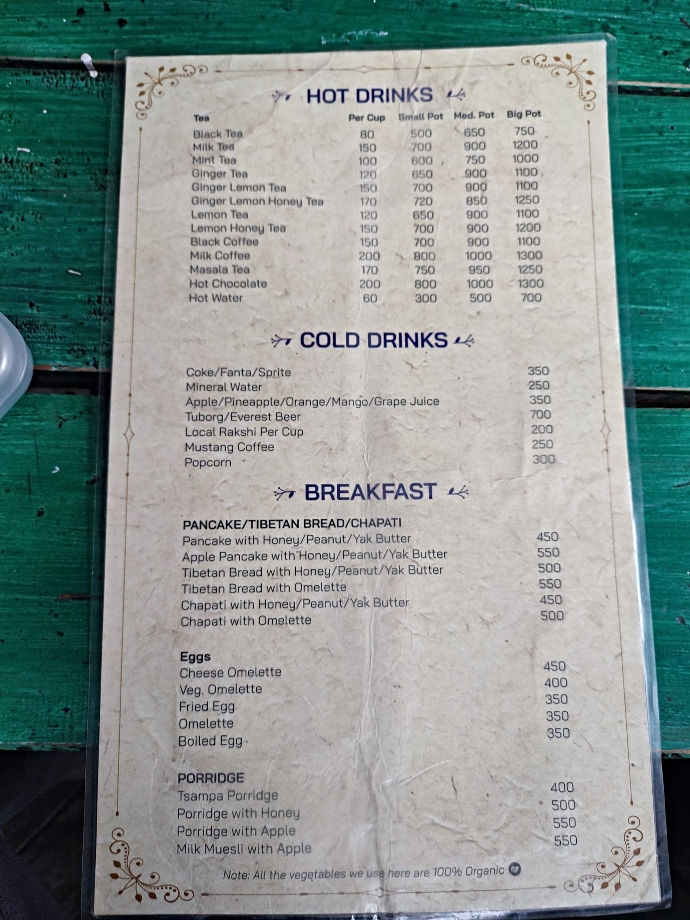 HOT DRINKS
Tea Per Cup Small Pot Med. Pot Big Pot
Black Tea 80 500 650 750
Milk Tea 150 700 900 1200
Mint Tea 100 600 750 1000
Ginger Tea 120 650 900 1100
Ginger Lemon Tea 150 700 900 1100
Ginger Lemon Honey Tea 170 720 850 1250
Lemon Tea 120 650 900 1100
Lemon Honey Tea 150 700 900 1200
Black Coffee 150 700 900 1100
Milk Coffee 200 800 1000 1300
Masala Tea 170 750 950 1250
Hot Chocolate 200 800 1000 1300
Hot Water 60 300 500 700
COLD DRINKS
Coke/Fanta/Sprite 350
Mineral Water 250
Apple/Pineapple/Orange/Mango/Grape Juice 350
Tuborg/Everest Beer 700
Local Rakshi Per Cup 200
Mustang Coffee 250
Popcorn 300
BREAKFAST
PANCAKE/TIBETAN BREAD/CHAPATI
Pancake with Honey/Peanut/Yak Butter 450
Apple Pancake with Honey/Peanut/Yak Butter 550
Tibetan Bread with Honey/Peanut/Yak Butter 500
Tibetan Bread with Omelette 550
Chapati with Honey/Peanut/Yak Butter 450
Chapati with Omelette 500
Eggs
Cheese Omelette 450
Veg. Omelette 400
Fried Egg 350
Omelette 350
Boiled Egg 350
PORRIDGE
Tsampa Porridge 400
Porridge with Honey 500
Porridge with Apple 550
Milk Muesli with Apple 550
Note: All the vegetables we use here are 100% Organic